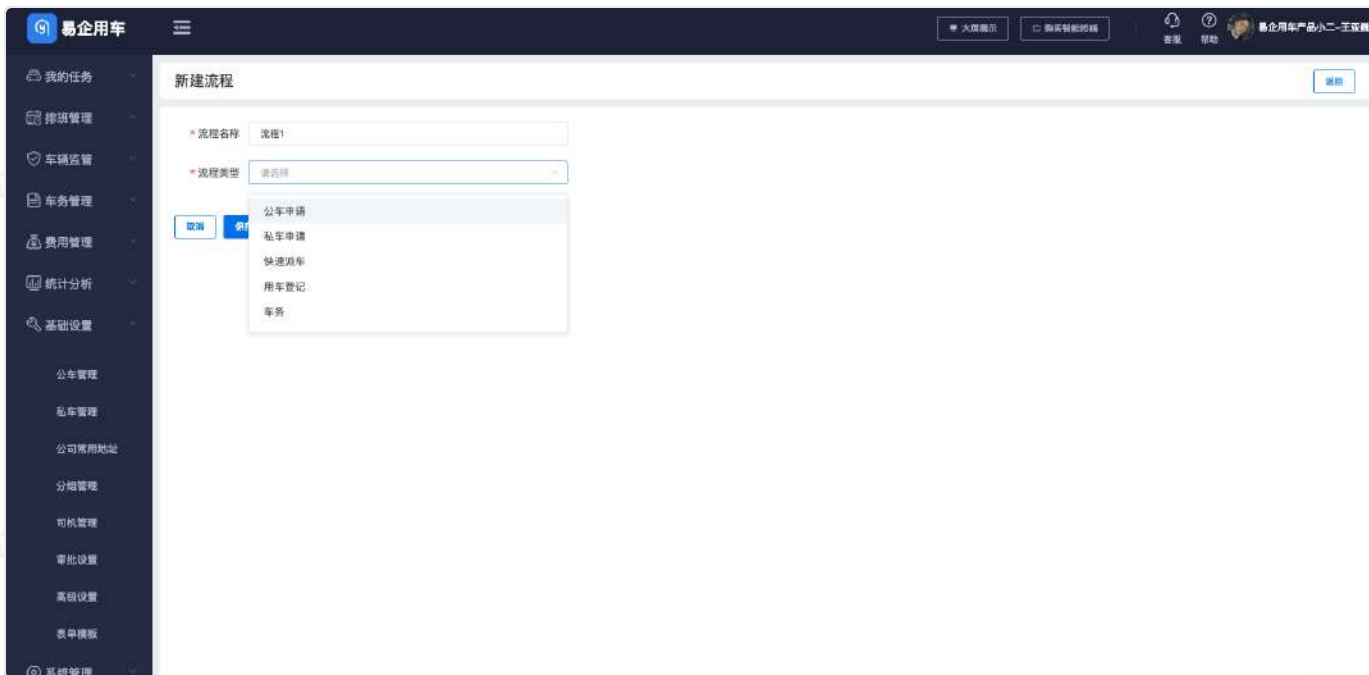 易企用车
大屏展示
购买智能终端
客服
帮助
易企用车产品小二-王亚
我的任务
排班管理
车辆监管
车务管理
费用管理
统计分析
基础设置
公车管理
私车管理
公司常用地址
分组管理
司机管理
审批设置
高级设置
表单模板
系统管理
新建流程
返回
* 流程名称 流程1
* 流程类型 请选择
取消
公车申请
私车申请
快速派车
用车登记
车务